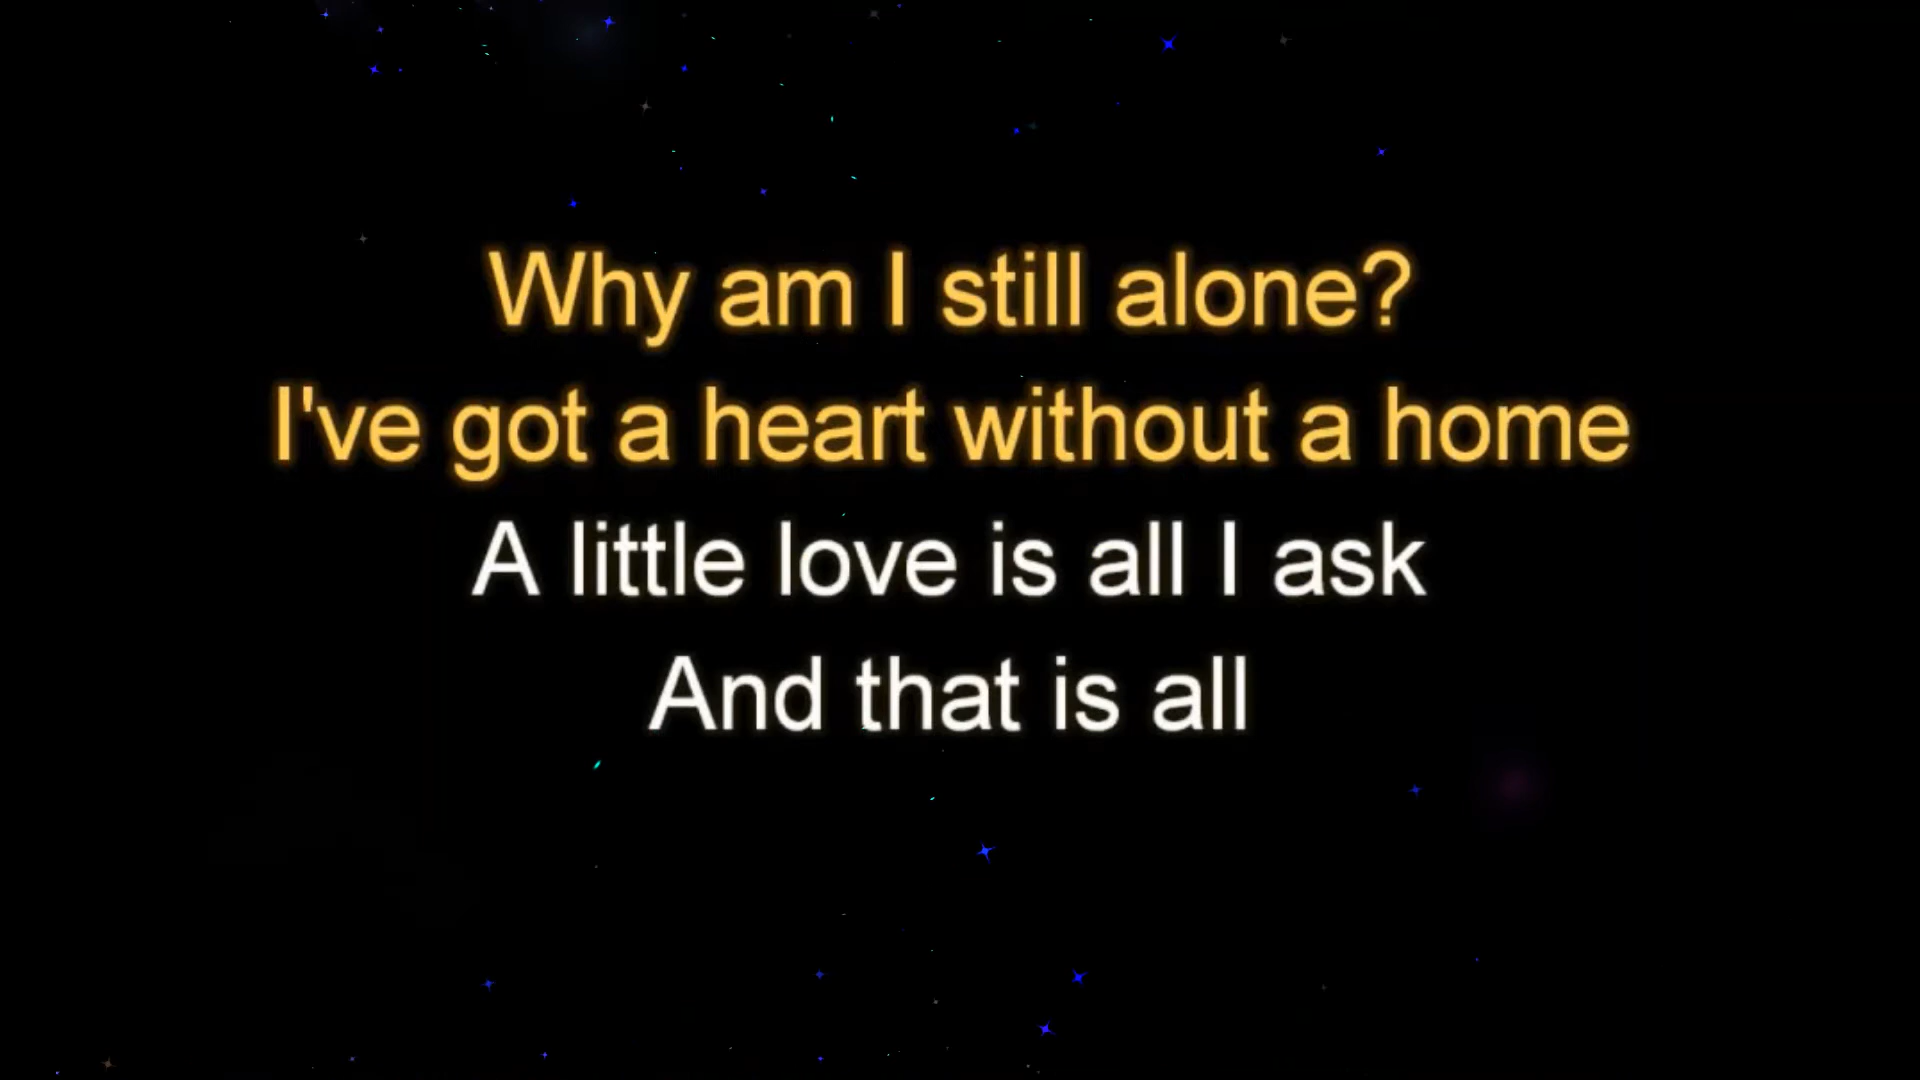 Why am I still alone?
I've got a heart without a home
A little love is all I ask
And that is all